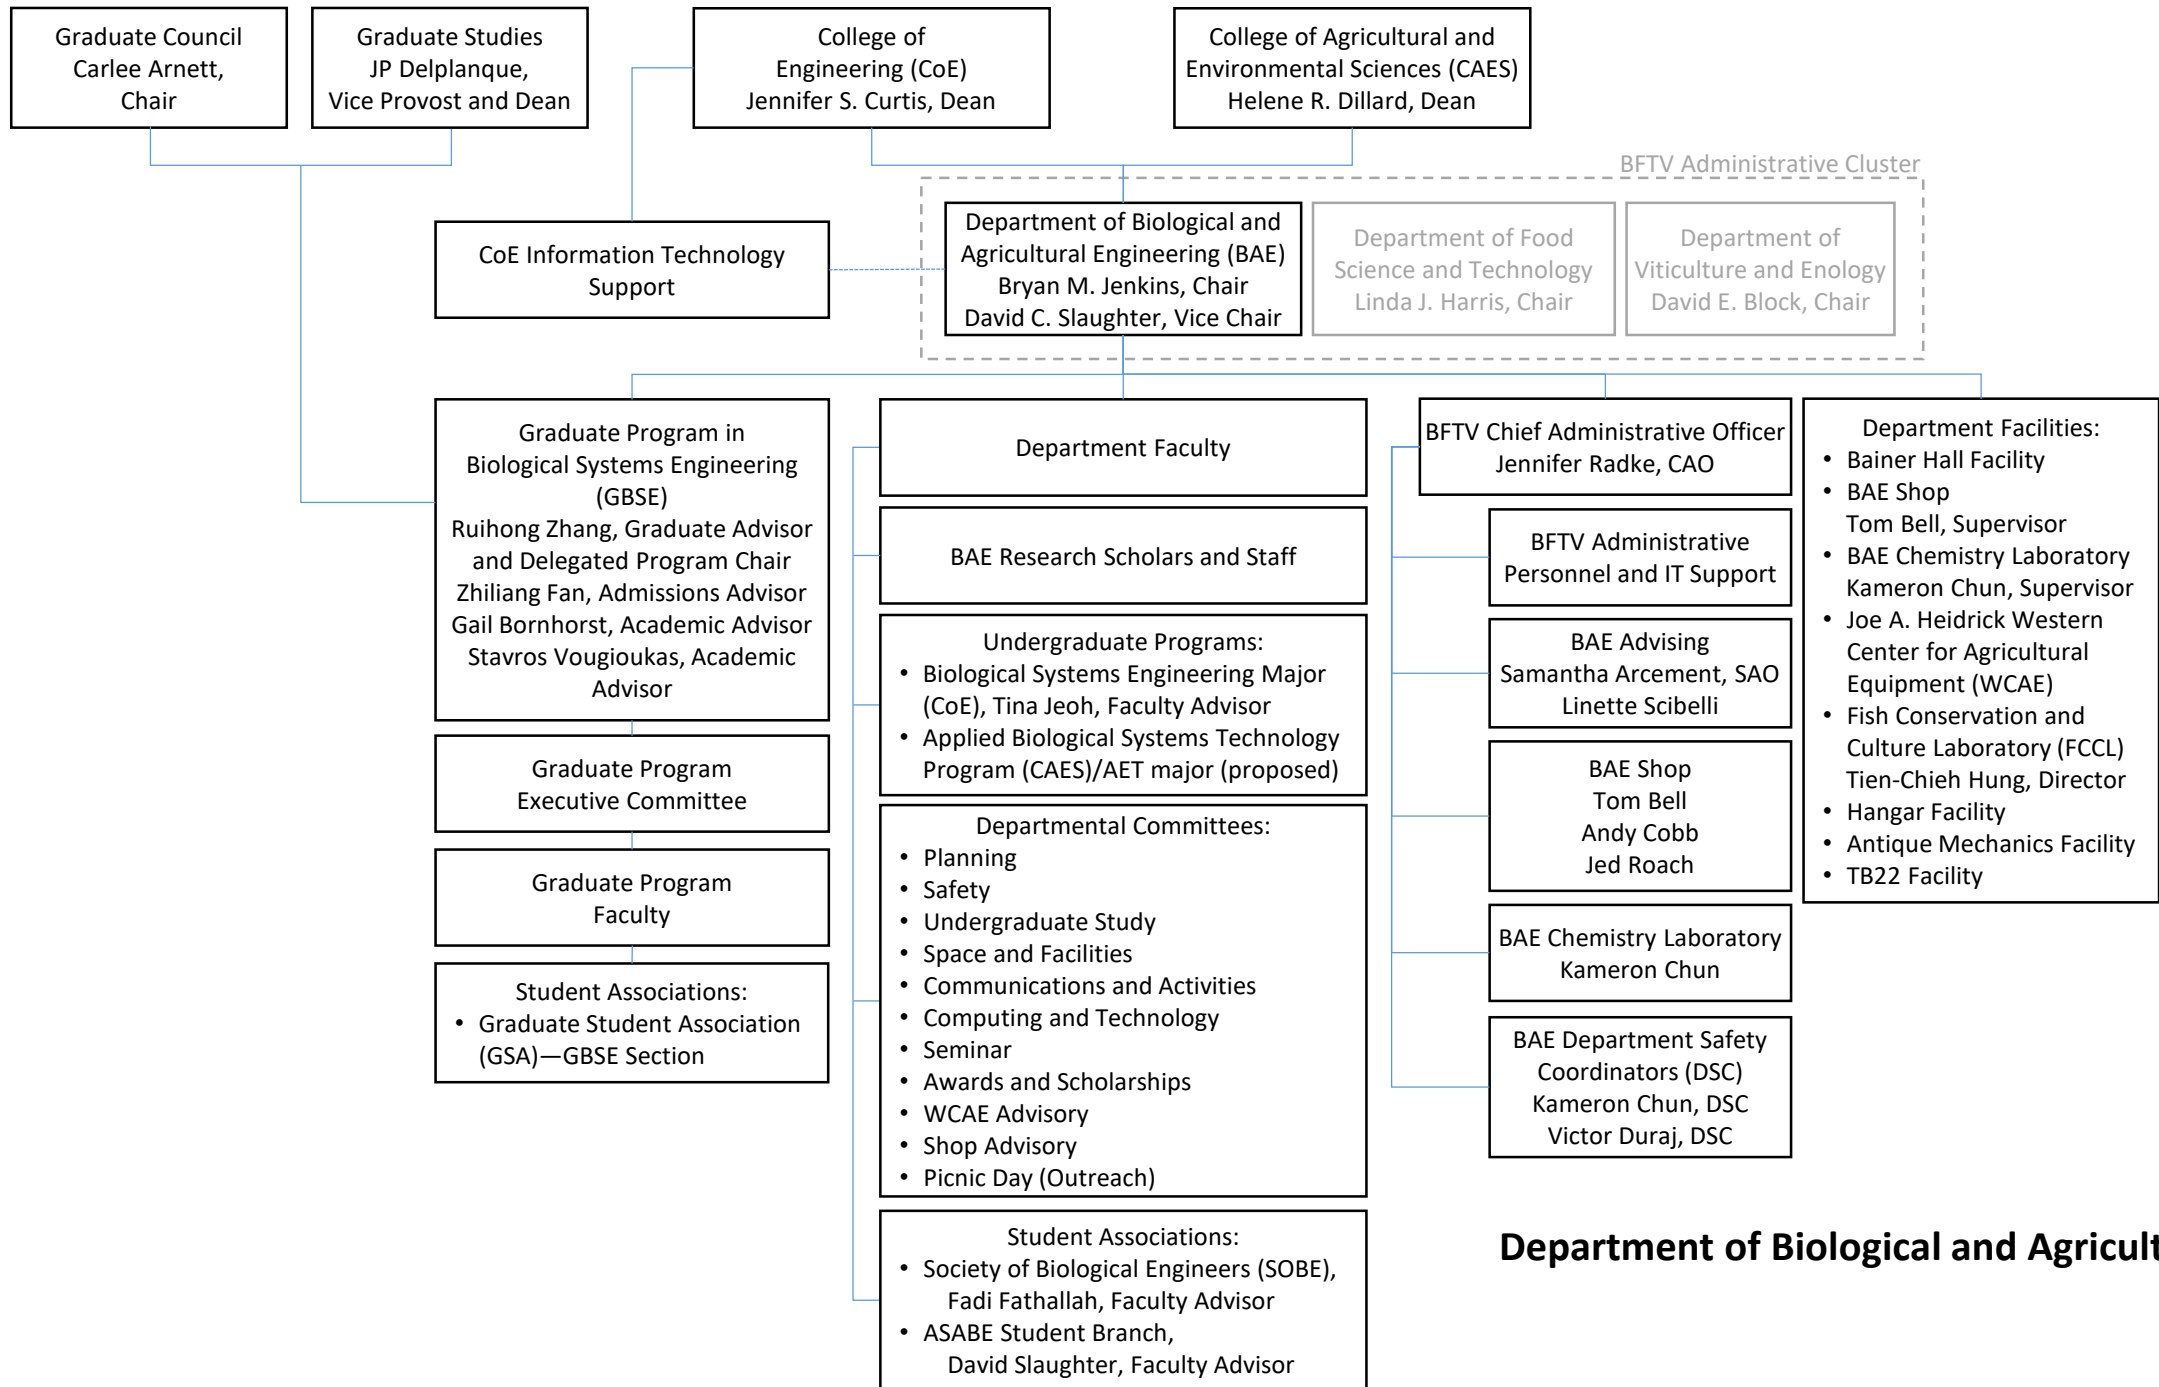 Graduate Council
Carlee Arnett,
Chair
Graduate Studies
JP Delplanque,
Vice Provost and Dean
College of
Engineering (CoE)
Jennifer S. Curtis, Dean
College of Agricultural and
Environmental Sciences (CAES)
Helene R. Dillard, Dean
BFTV Administrative Cluster
CoE Information Technology
Support
Department of Biological and
Agricultural Engineering (BAE)
Bryan M. Jenkins, Chair
David C. Slaughter, Vice Chair
Department of Food
Science and Technology
Linda J. Harris, Chair
Department of
Viticulture and Enology
David E. Block, Chair
Graduate Program in
Biological Systems Engineering
(GBSE)
Ruihong Zhang, Graduate Advisor
and Delegated Program Chair
Zhiliang Fan, Admissions Advisor
Gail Bornhorst, Academic Advisor
Stavros Vougioukas, Academic
Advisor
Graduate Program
Executive Committee
Graduate Program
Faculty
Student Associations:
• Graduate Student Association
(GSA)—GBSE Section
Department Faculty
BAE Research Scholars and Staff
Undergraduate Programs:
• Biological Systems Engineering Major
(CoE), Tina Jeoh, Faculty Advisor
• Applied Biological Systems Technology
Program (CAES)/AET major (proposed)
Departmental Committees:
• Planning
• Safety
• Undergraduate Study
• Space and Facilities
• Communications and Activities
• Computing and Technology
• Seminar
• Awards and Scholarships
• WCAE Advisory
• Shop Advisory
• Picnic Day (Outreach)
Student Associations:
• Society of Biological Engineers (SOBE),
Fadi Fathallah, Faculty Advisor
• ASABE Student Branch,
David Slaughter, Faculty Advisor
BFTV Chief Administrative Officer
Jennifer Radke, CAO
BFTV Administrative
Personnel and IT Support
BAE Advising
Samantha Arcement, SAO
Linette Scibelli
BAE Shop
Tom Bell
Andy Cobb
Jed Roach
BAE Chemistry Laboratory
Kameron Chun
BAE Department Safety
Coordinators (DSC)
Kameron Chun, DSC
Victor Duraj, DSC
Department Facilities:
• Bainer Hall Facility
• BAE Shop
Tom Bell, Supervisor
• BAE Chemistry Laboratory
Kameron Chun, Supervisor
• Joe A. Heidrick Western
Center for Agricultural
Equipment (WCAE)
• Fish Conservation and
Culture Laboratory (FCCL)
Tien-Chieh Hung, Director
• Hangar Facility
• Antique Mechanics Facility
• TB22 Facility
Department of Biological and Agricult